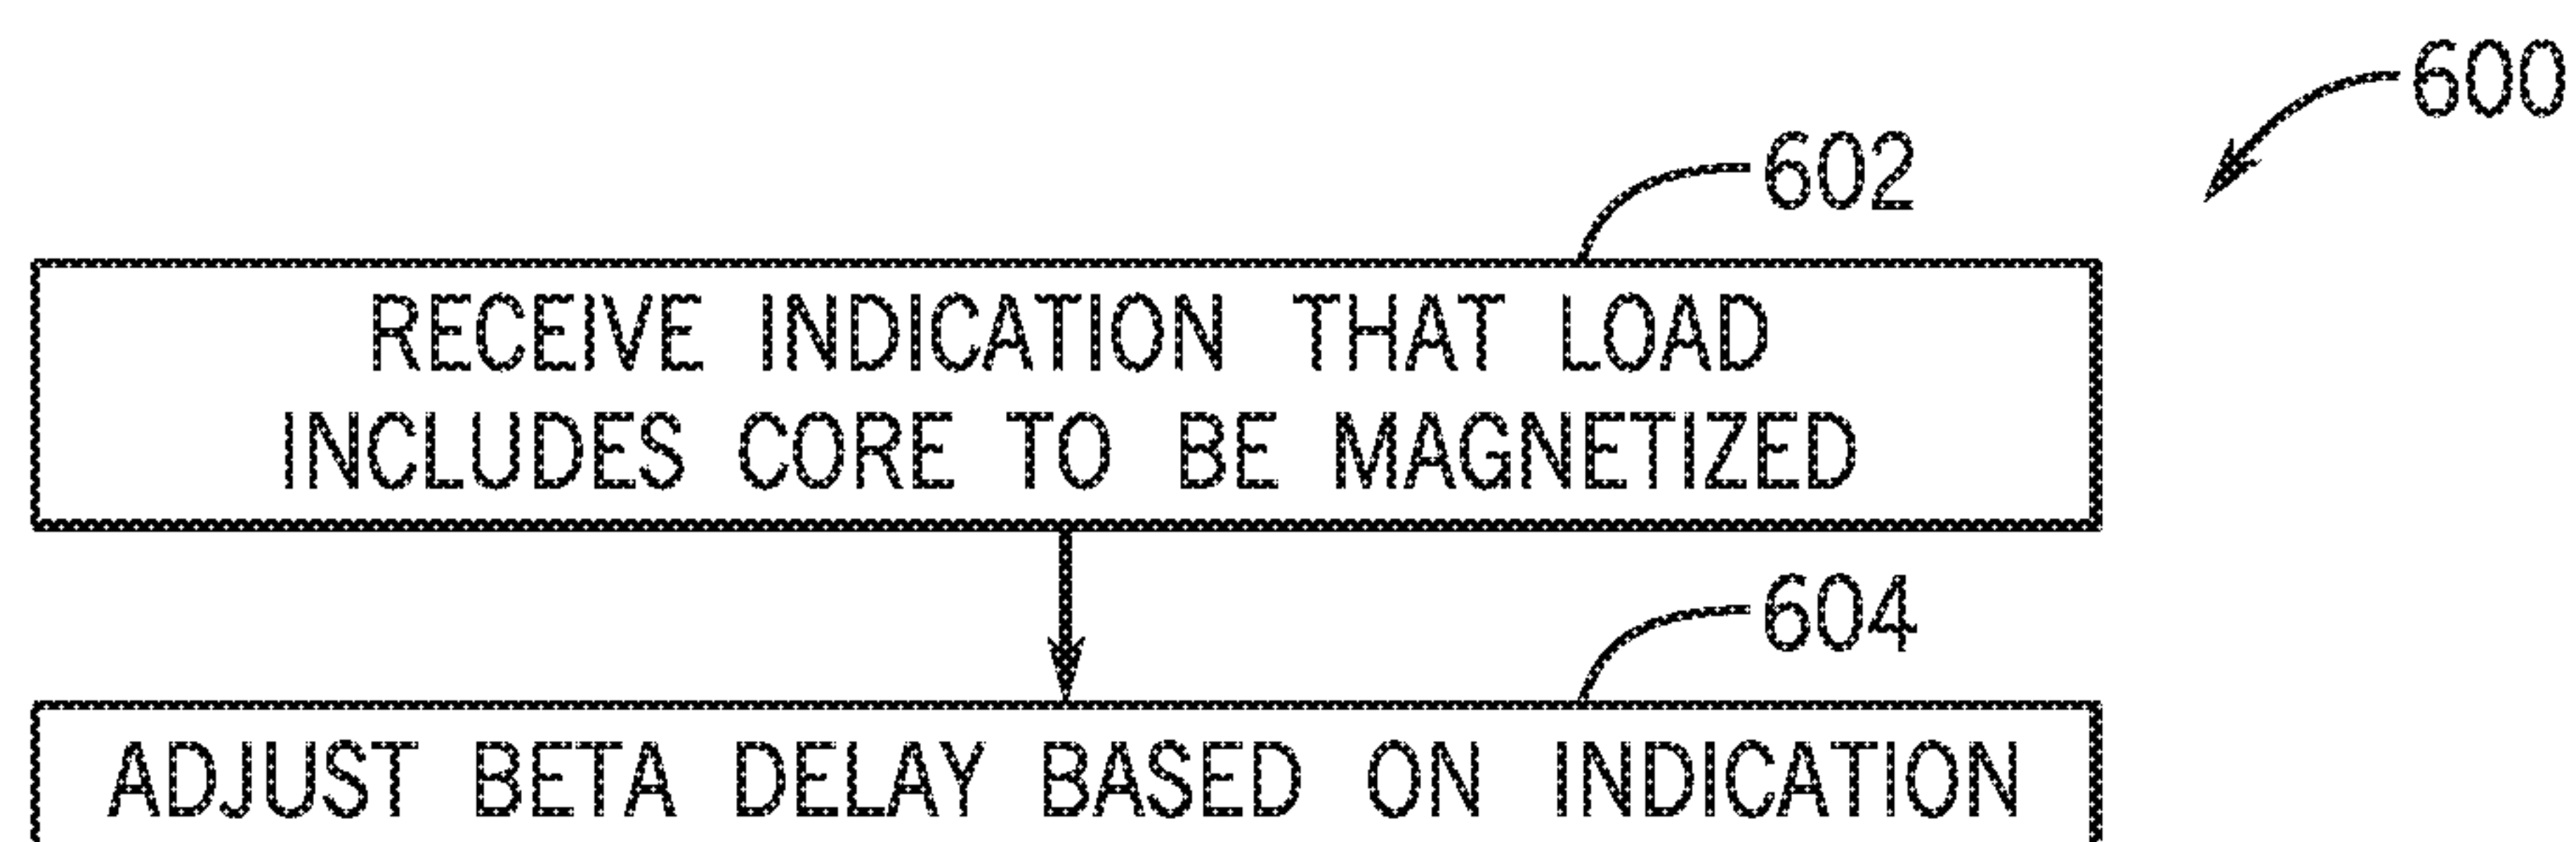 600
602
RECEIVE INDICATION THAT LOAD
INCLUDES CORE TO BE MAGNETIZED
604
ADJUST BETA DELAY BASED ON INDICATION